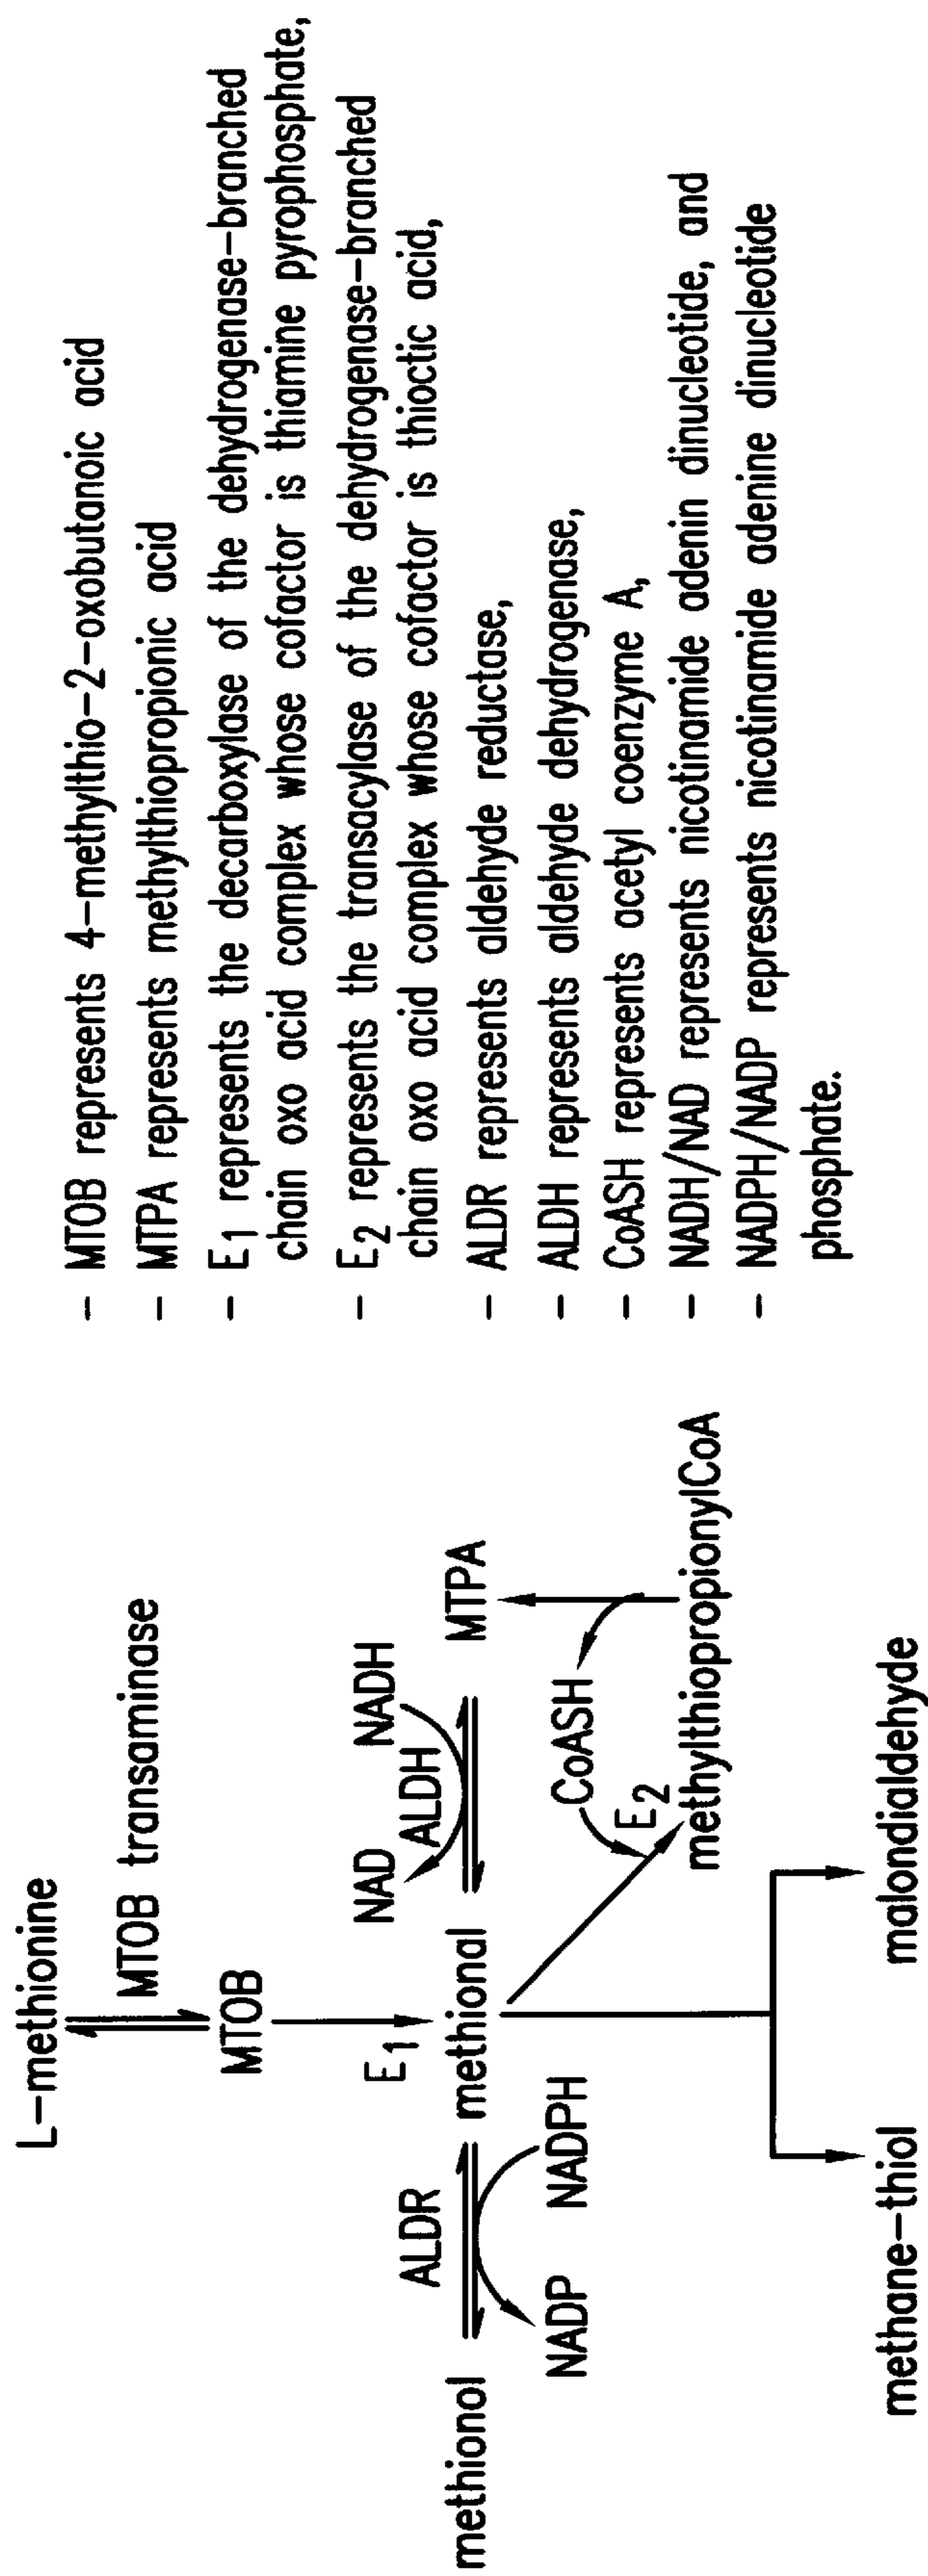 L-methionine
MTOB transaminase
MTOB
E1
NAD
NADH
ALDH
ALDR
methionol
methional
MTPA
NADP
NADPH
CoASH
E2
methylthiopropionylCoA
methane-thiol
malondialdehyde
- MTOB represents 4-methylthio-2-oxobutanoic acid
- MTPA represents methylthiopropionic acid
- E1 represents the decarboxylase of the dehydrogenase-branched
chain oxo acid complex whose cofactor is thiamine pyrophosphate,
- E2 represents the transacylase of the dehydrogenase-branched
chain oxo acid complex whose cofactor is thioctic acid,
- ALDR represents aldehyde reductase,
- ALDH represents aldehyde dehydrogenase,
- CoASH represents acetyl coenzyme A,
- NADH/NAD represents nicotinamide adenin dinucleotide, and
- NADPH/NADP represents nicotinamide adenine dinucleotide
phosphate.